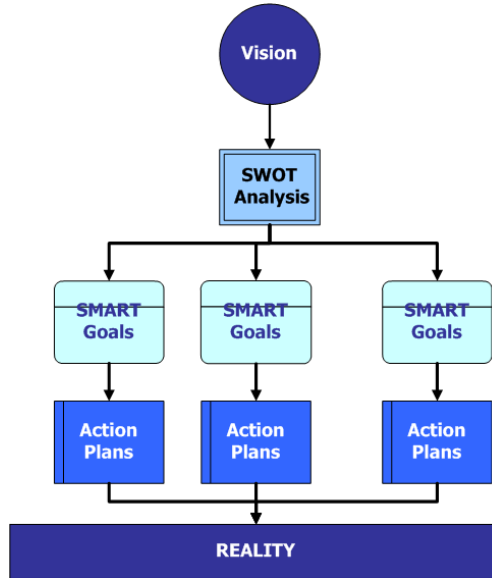 Vision
SWOT
Analysis
SMART
Goals
SMART
Goals
SMART
Goals
Action
Plans
Action
Plans
Action
Plans
REALITY